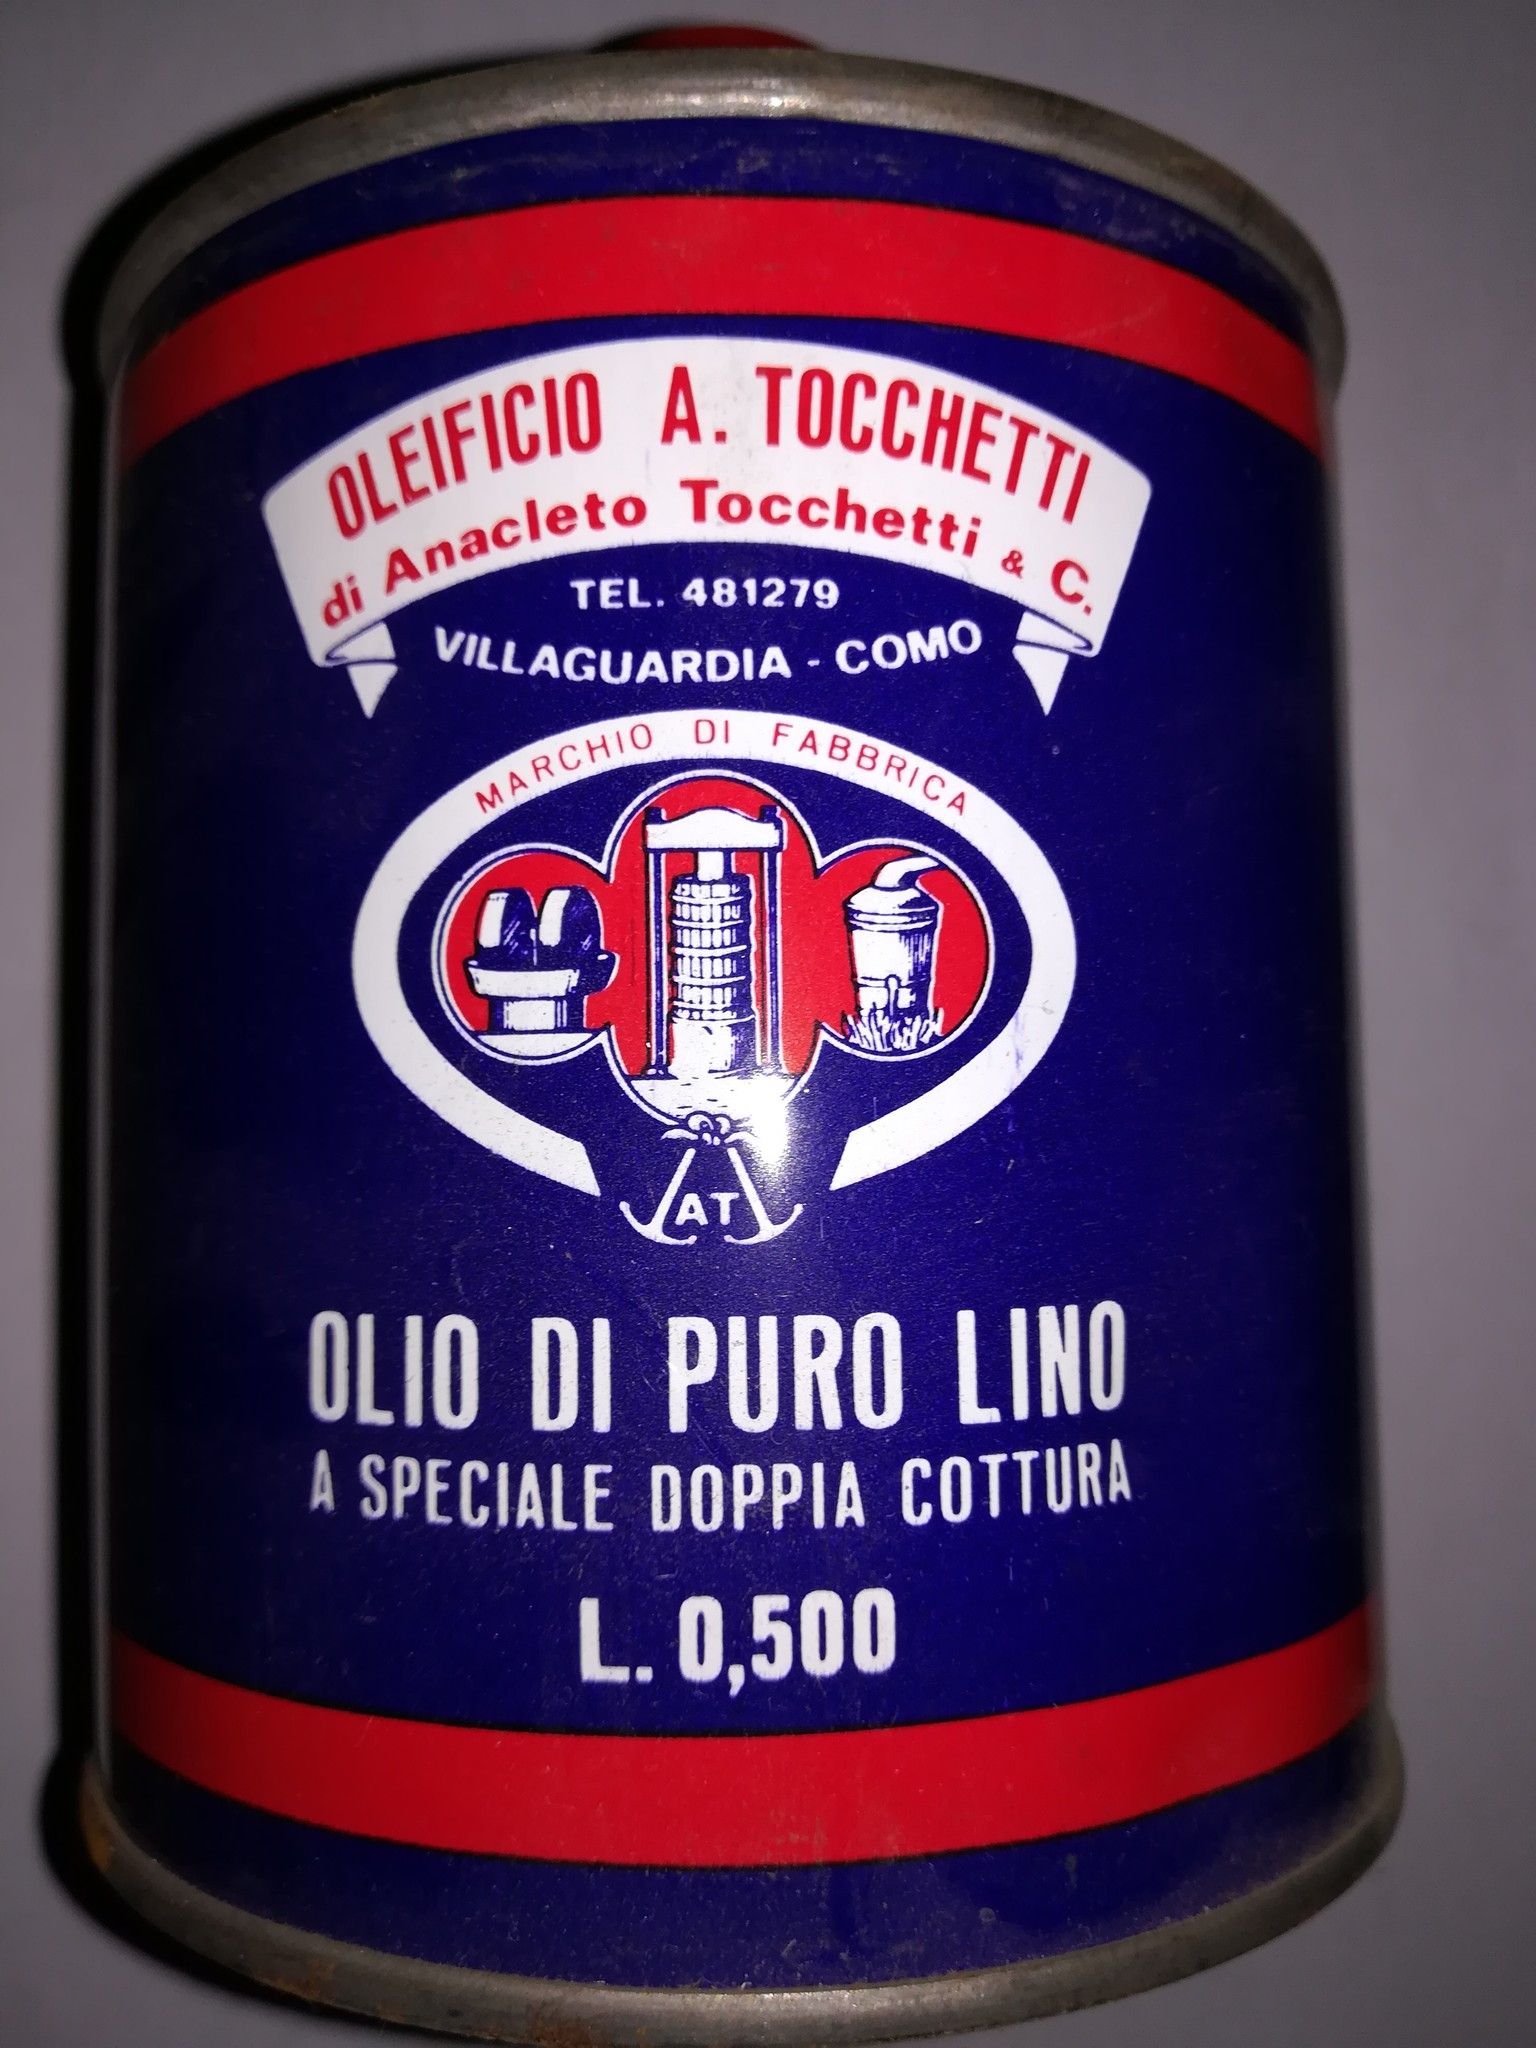 OLEIFICIO A. TOCCHETTI
di Anacleto Tocchetti & C.
TEL. 481279
VILLAGUARDIA - COMO
MARCHIO DI FABBRICA
AT
OLIO DI PURO LINO
A SPECIALE DOPPIA COTTURA
L. 0,500